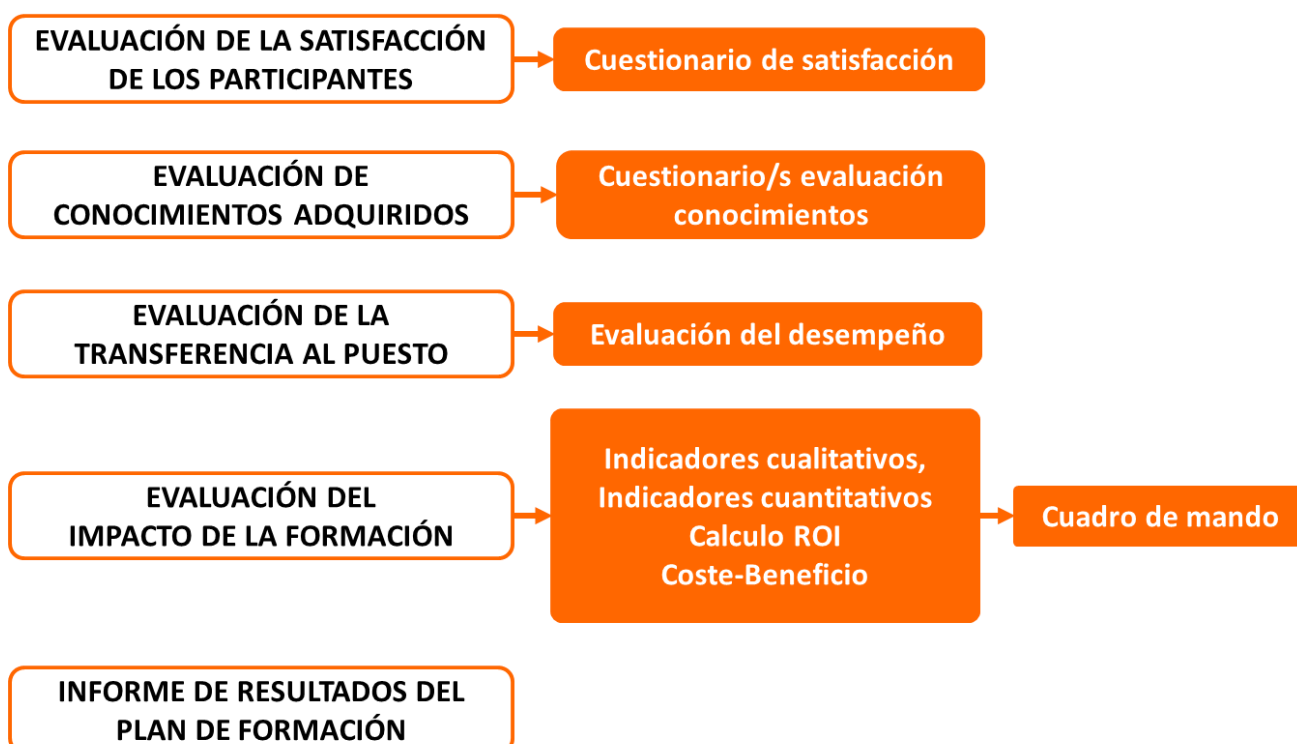 EVALUACIÓN DE LA SATISFACCIÓN
DE LOS PARTICIPANTES
Cuestionario de satisfacción
EVALUACIÓN DE
CONOCIMIENTOS ADQUIRIDOS
Cuestionario/s evaluación
conocimientos
EVALUACIÓN DE LA
TRANSFERENCIA AL PUESTO
Evaluación del desempeño
EVALUACIÓN DEL
IMPACTO DE LA FORMACIÓN
Indicadores cualitativos,
Indicadores cuantitativos
Calculo ROI
Coste-Beneficio
Cuadro de mando
INFORME DE RESULTADOS DEL
PLAN DE FORMACIÓN